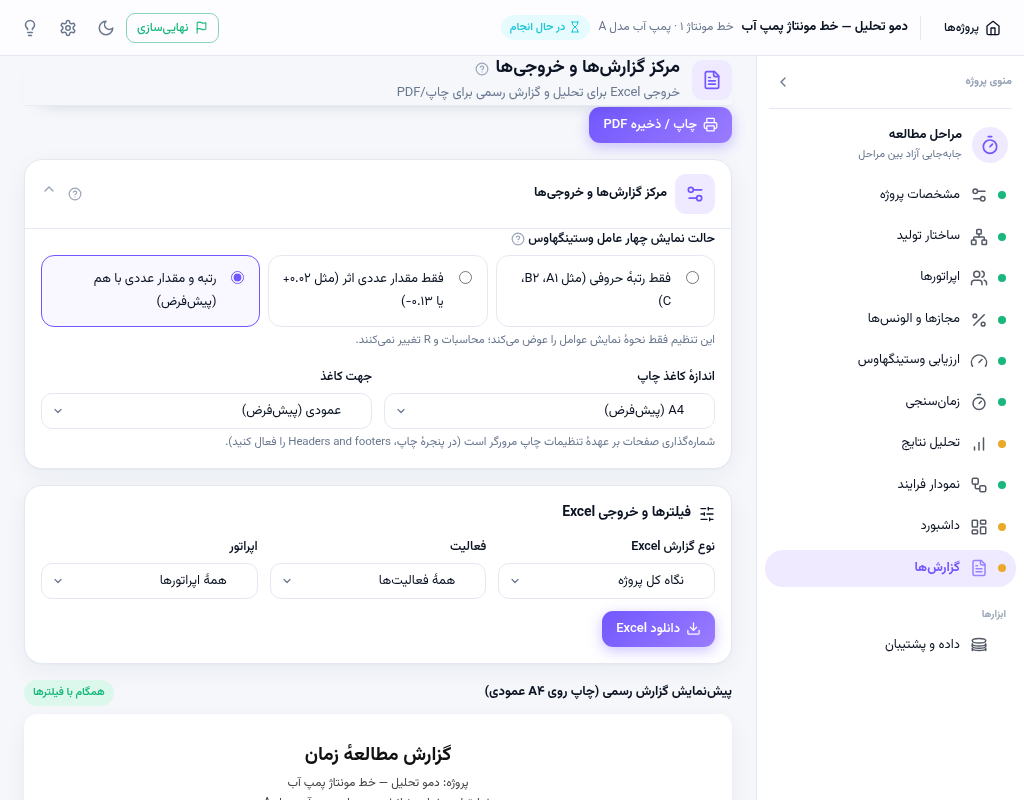 پروژه‌ها
دمو تحلیل — خط مونتاژ پمپ آب
خط مونتاژ ۱ · پمپ آب مدل A
در حال انجام
نهایی‌سازی
منوی پروژه
مراحل مطالعه
جابه‌جایی آزاد بین مراحل
مشخصات پروژه
ساختار تولید
اپراتورها
مجازها و الونس‌ها
ارزیابی وستینگهاوس
زمان‌سنجی
تحلیل نتایج
نمودار فرایند
داشبورد
گزارش‌ها
ابزارها
داده و پشتیبان
مرکز گزارش‌ها و خروجی‌ها
خروجی Excel برای تحلیل و گزارش رسمی برای چاپ/PDF
چاپ / ذخیره PDF
مرکز گزارش‌ها و خروجی‌ها
حالت نمایش چهار عامل وستینگهاوس
فقط رتبهٔ حروفی (مثل A۱، B۲،
C)
فقط مقدار عددی اثر (مثل ۰.۰۲+
یا ۰.۱۳-)
رتبه و مقدار عددی با هم
(پیش‌فرض)
این تنظیم فقط نحوهٔ نمایش عوامل را عوض می‌کند؛ محاسبات و R تغییر نمی‌کنند.
اندازهٔ کاغذ چاپ
جهت کاغذ
A4 (پیش‌فرض)
عمودی (پیش‌فرض)
شماره‌گذاری صفحات بر عهدهٔ تنظیمات چاپ مرورگر است (در پنجرهٔ چاپ، Headers and footers را فعال کنید).
فیلترها و خروجی Excel
نوع گزارش Excel
فعالیت
اپراتور
نگاه کل پروژه
همهٔ فعالیت‌ها
همهٔ اپراتورها
دانلود Excel
پیش‌نمایش گزارش رسمی (چاپ روی A۴ عمودی)
همگام با فیلترها
گزارش مطالعهٔ زمان
پروژه: دمو تحلیل — خط مونتاژ پمپ آب